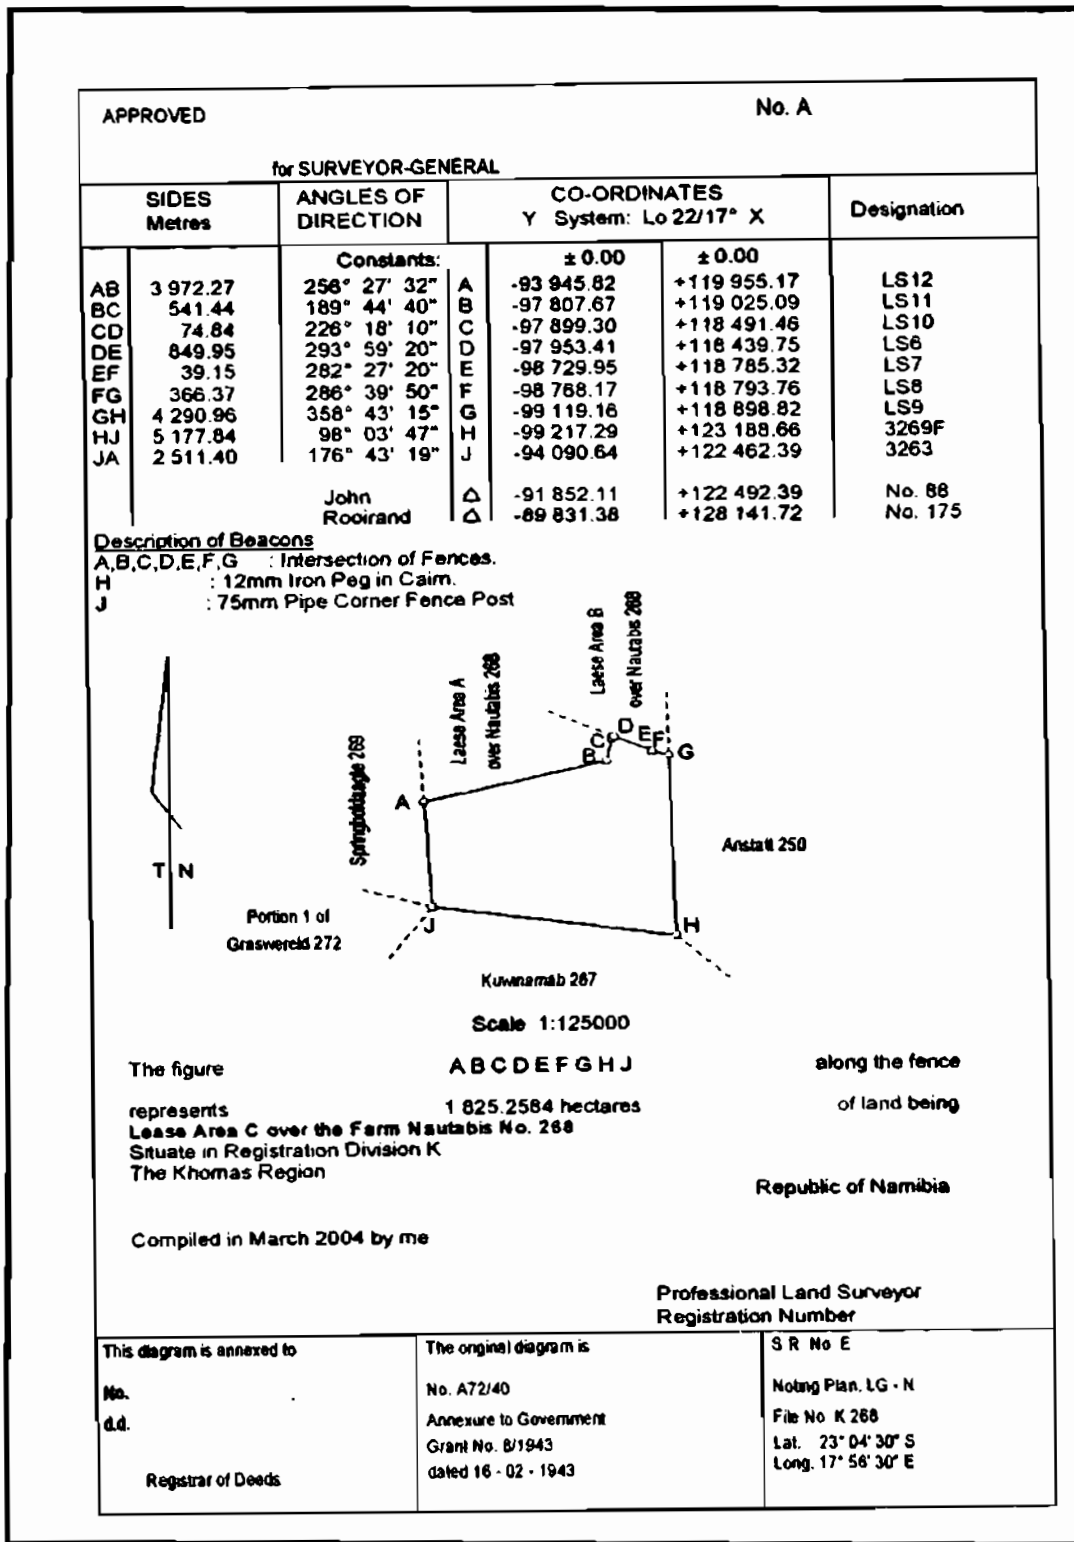 APPROVED No. A
for SURVEYOR-GENERAL
SIDES Metres ANGLES OF DIRECTION CO-ORDINATES Y System: Lo 22/17° X Designation
Constants: ± 0.00 ± 0.00
AB 3 972.27 256° 27' 32" A -93 945.82 +119 955.17 LS12
BC 541.44 189° 44' 40" B -97 807.67 +119 025.09 LS11
CD 74.84 226° 18' 10" C -97 899.30 +118 491.46 LS10
DE 849.95 293° 59' 20" D -97 953.41 +118 439.75 LS6
EF 39.15 282° 27' 20" E -98 729.95 +118 785.32 LS7
FG 366.37 286° 39' 50" F -98 768.17 +118 793.76 LS8
GH 4 290.96 358° 43' 15" G -99 119.16 +118 898.82 LS9
HJ 5 177.84 98° 03' 47" H -99 217.29 +123 188.66 3269F
JA 2 511.40 176° 43' 19" J -94 090.64 +122 462.39 3263
John △ -91 852.11 +122 492.39 No. 88
Rooirand △ -89 831.38 +128 141.72 No. 175
Description of Beacons
A,B,C,D,E,F,G : Intersection of Fences.
H : 12mm Iron Peg in Cairn.
J : 75mm Pipe Corner Fence Post
Laese Area A
over Nautabis 268
Laese Area B
over Nautabis 268
A B C D E F G
T N
Anstatt 250
Portion 1 of
Graswereld 272
J H
267
Scale 1:125000
The figure A B C D E F G H J along the fence
represents 1 825.2584 hectares of land being
Lease Area C over the Farm Nautabis No. 268
Situate in Registration Division K
The Khomas Region
Republic of Namibia
Compiled in March 2004 by me
Professional Land Surveyor
Registration Number
This diagram is annexed to
No.
d.d.
Registrar of Deeds
The original diagram is
No. A72/40
Annexure to Government
Grant No. 8/1943
dated 16 - 02 - 1943
S R No E
Noting Plan. LG - N
File No K 268
Lat. 23° 04' 30" S
Long. 17° 56' 30" E